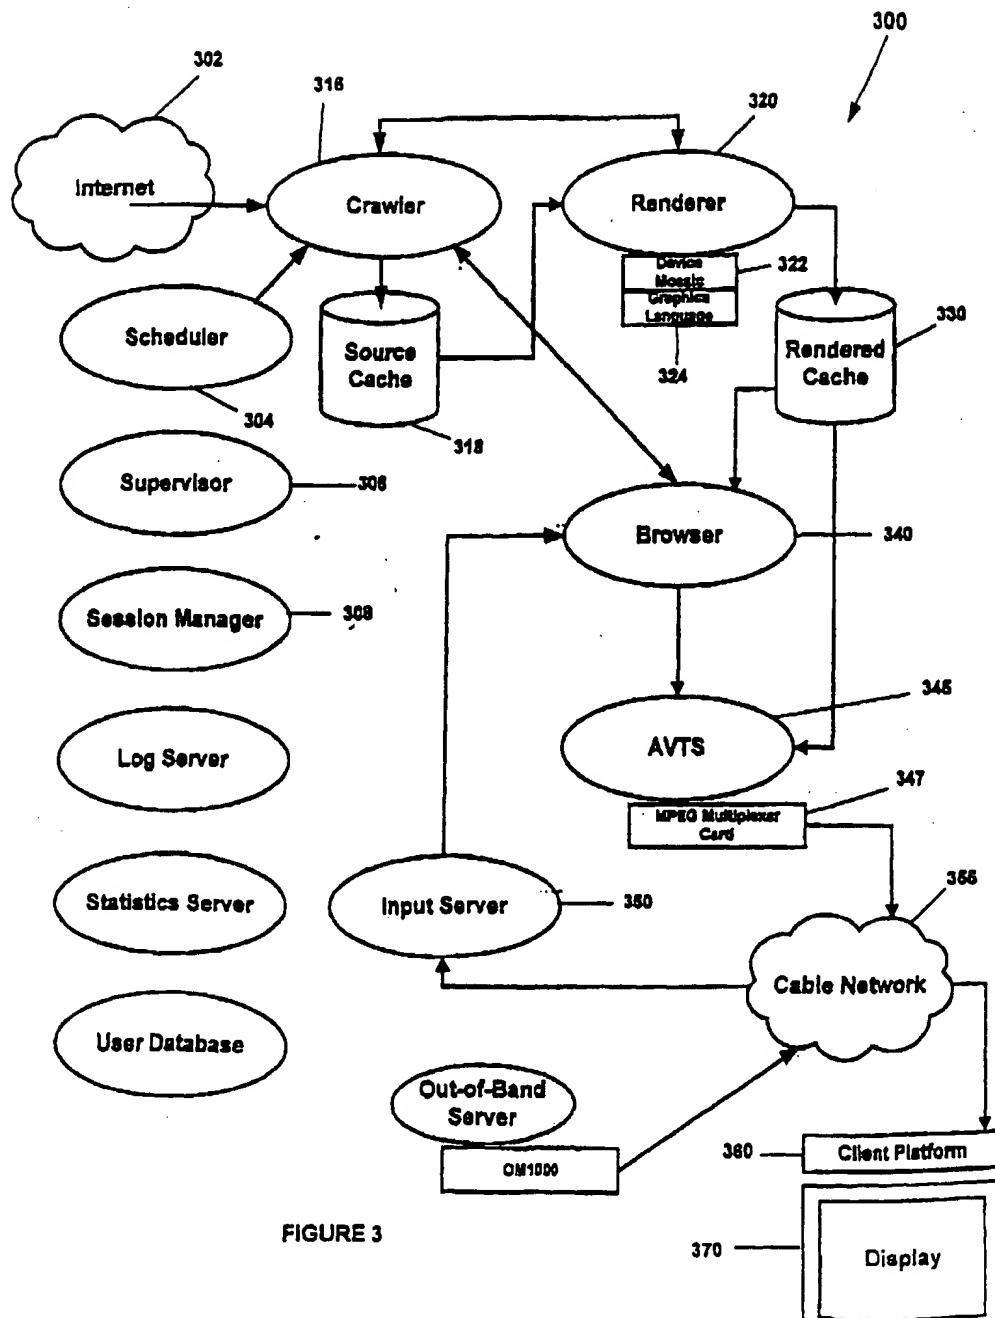 300
302
316
320
Internet
Crawler
Renderer
Device
Mosaic
322
Graphics
Language
324
Scheduler
304
Source
Cache
318
Rendered
Cache
330
Supervisor
306
Browser
340
Session Manager
308
345
AVTS
347
MPEG Multiplexer
Card
Log Server
Statistics Server
Input Server
350
355
Cable Network
User Database
Out-of-Band
Server
OM1000
360
Client Platform
370
Display
FIGURE 3